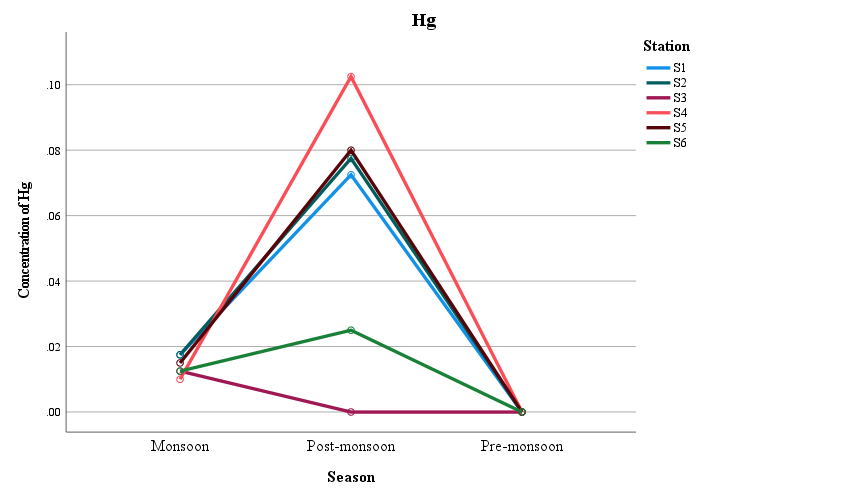 Hg
Station
S1
S2
S3
S4
S5
S6
Concentration of Hg
.10
.08
.06
.04
.02
.00
Monsoon Post-monsoon Pre-monsoon
Season